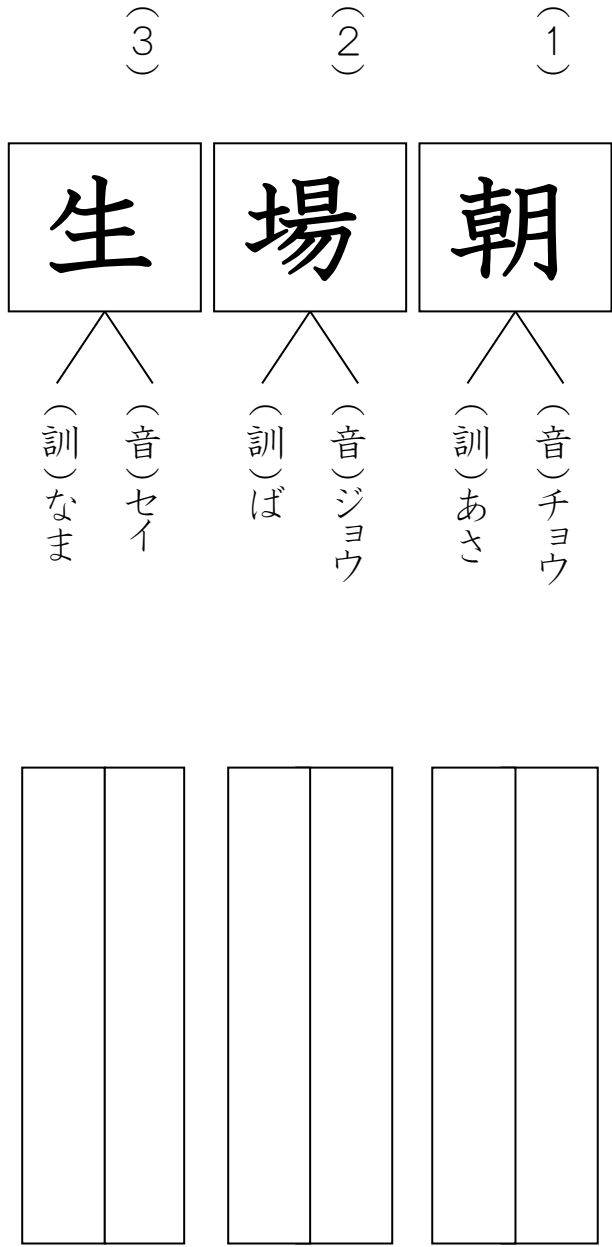 （１）
朝
（音）チョウ
（訓）あさ
（２）
場
（音）ジョウ
（訓）ば
（３）
生
（音）セイ
（訓）なま